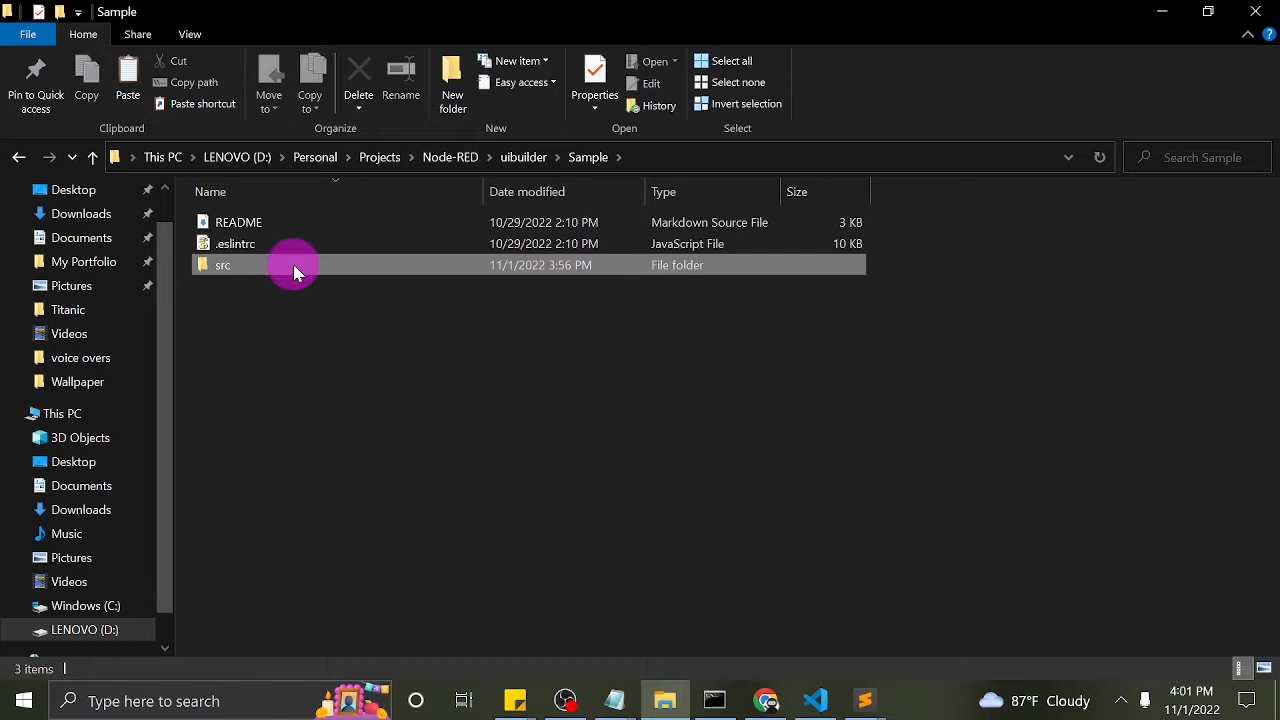 Sample
File Home Share View
Pin to Quick access
Copy
Paste
Cut
Copy path
Paste shortcut
Clipboard
Move to
Copy to
Delete
Rename
Organize
New folder
New item
Easy access
New
Properties
Open
Edit
History
Open
Select all
Select none
Invert selection
Select
This PC > LENOVO (D:) > Personal > Projects > Node-RED > uibuilder > Sample >
Search Sample
Name Date modified Type Size
README 10/29/2022 2:10 PM Markdown Source File 3 KB
.eslintrc 10/29/2022 2:10 PM JavaScript File 10 KB
src 11/1/2022 3:56 PM File folder
Desktop
Downloads
Documents
My Portfolio
Pictures
Titanic
Videos
voice overs
Wallpaper
This PC
3D Objects
Desktop
Documents
Downloads
Music
Pictures
Videos
Windows (C:)
LENOVO (D:)
3 items
Type here to search
87°F Cloudy
4:01 PM
11/1/2022